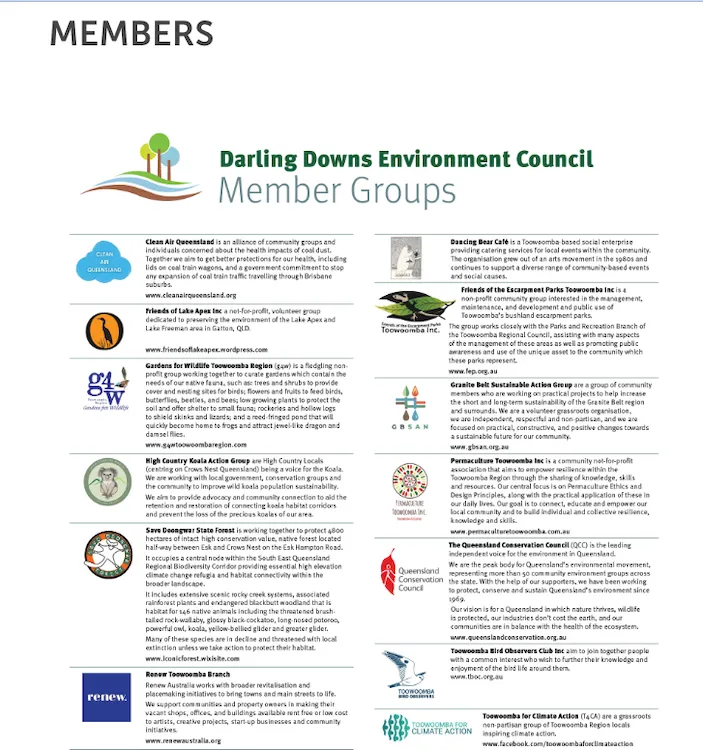 MEMBERS
Darling Downs Environment Council
Member Groups
CLEAN
AIR
QUEENSLAND
Clean Air Queensland is an alliance of community groups and
individuals concerned about the health impacts of coal dust.
Together we aim to get better protections for our health, including
lids on coal train wagons, and a government commitment to stop
any expansion of coal train traffic travelling through Brisbane
suburbs.
www.cleanairqueensland.org
Friends of Lake Apex Inc a not-for-profit, volunteer group
dedicated to preserving the environment of the Lake Apex and
Lake Freeman area in Gatton, QLD.
www.friendsoflakeapex.wordpress.com
g4W
Gardens for Wildlife
Gardens for Wildlife Toowoomba Region (g4w) is a fledgling non-
profit group working together to curate gardens which contain the
needs of our native fauna, such as: trees and shrubs to provide
cover and nesting sites for birds; flowers and fruits to feed birds,
butterflies, beetles, and bees; low growing plants to protect the
soil and offer shelter to small fauna; rockeries and hollow logs
to shield skinks and lizards; and a reed-fringed pond that will
quickly become home to frogs and attract jewel-like dragon and
damsel flies.
www.g4wtoowoombaregion.com
High Country Koala Action Group are High Country Locals
(centring on Crows Nest Queensland) being a voice for the Koala.
We are working with local government, conservation groups and
the community to improve wild koala population sustainability.
We aim to provide advocacy and community connection to aid the
retention and restoration of connecting koala habitat corridors
and prevent the loss of the precious koalas of our area.
Save Deongwar State Forest is working together to protect 4800
hectares of intact high conservation value, native forest located
half-way between Esk and Crows Nest on the Esk Hampton Road.
It occupies a central node within the South East Queensland
Regional Biodiversity Corridor providing essential high elevation
climate change refugia and habitat connectivity within the
broader landscape.
It includes extensive scenic rocky creek systems, associated
rainforest plants and endangered blackbutt woodland that is
habitat for 146 native animals including the threatened brush-
tailed rock-wallaby, glossy black-cockatoo, long-nosed potoroo,
powerful owl, koala, yellow-bellied glider and greater glider.
Many of these species are in decline and threatened with local
extinction unless we take action to protect their habitat.
www.iconicforest.wixisite.com
renew.
Renew Toowoomba Branch
Renew Australia works with broader revitalisation and
placemaking initiatives to bring towns and main streets to life.
We support communities and property owners in making their
vacant shops, offices, and buildings available rent free or low cost
to artists, creative projects, start-up businesses and community
initiatives.
www.renewaustralia.org
Dancing Bear Café is a Toowoomba-based social enterprise
providing catering services for local events within the community.
The organisation grew out of an arts movement in the 1980s and
continues to support a diverse range of community-based events
and social causes.
Friends of the Escarpment Parks
Toowoomba Inc.
Friends of the Escarpment Parks Toowoombe Inc is a
non-profit community group interested in the management,
maintenance, and development and public use of
Toowoomba's bushland escarpment parks.
The group works closely with the Parks and Recreation Branch of
the Toowoomba Regional Council, assisting with many aspects
of the management of these areas as well as promoting public
awareness and use of the unique asset to the community which
these parks represent.
www.fep.org.au
GBSAN
Granite Belt Sustainable Action Group are a group of community
members who are working on practical projects to help increase
the short and long-term sustainability of the Granite Belt region
and surrounds. We are a volunteer grassroots organisation,
we are independent, respectful and non-partisan, and we are
focused on practical, constructive, and positive changes towards
a sustainable future for our community.
www.gbsan.org.au
Permaculture
Toowoomba Inc.
Permaculture Toowoomba Inc is a community not-for-profit
association that aims to empower resilience within the
Toowoomba Region through the sharing of knowledge, skills
and resources. Our central focus is on Permaculture Ethics and
Design Principles, along with the practical application of these in
our daily lives. Our goal is to connect, educate and empower our
local community and to build individual and collective resilience,
knowledge and skills.
www.permaculturetoowoomba.com.au
Queensland
Conservation
Council
The Queensland Conservation Council (QCC) is the leading
independent voice for the environment in Queensland.
We are the peak body for Queensland's environmental movement,
representing more than 50 community environment groups across
the state. With the help of our supporters, we have been working
to protect, conserve and sustain Queensland's environment since
1969.
Our vision is for a Queensland in which nature thrives, wildlife
is protected, our industries don't cost the earth, and our
communities are in balance with the health of the ecosystem.
www.queenslandconservation.org.au
TOOWOOMBA
BIRD OBSERVERS
Toowoomba Bird Observers Club Inc aim to join together people
with a common interest who wish to further their knowledge and
enjoyment of the bird life around them.
www.tboc.org.au
TOOWOOMBA FOR
CLIMATE ACTION
Toowoomba for Climate Action (T4CA) are a grassroots
non-partisan group of Toowoomba Region locals
inspiring climate action.
www.facebook.com/toowoombaforclimateaction